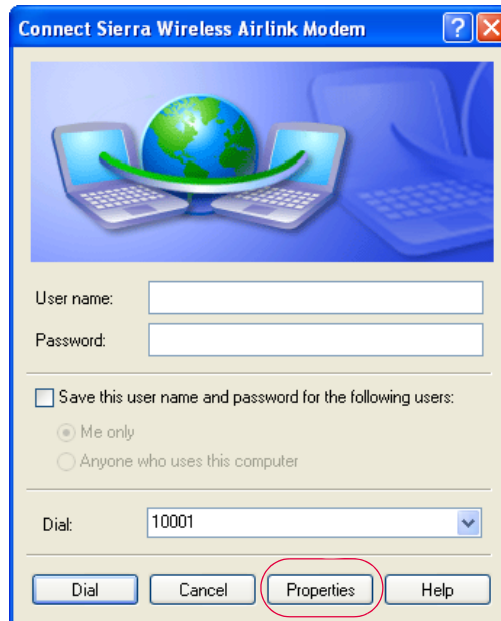 Connect Sierra Wireless Airlink Modem
User name:
Password:
Save this user name and password for the following users:
Me only
Anyone who uses this computer
Dial: 10001
Dial Cancel Properties Help